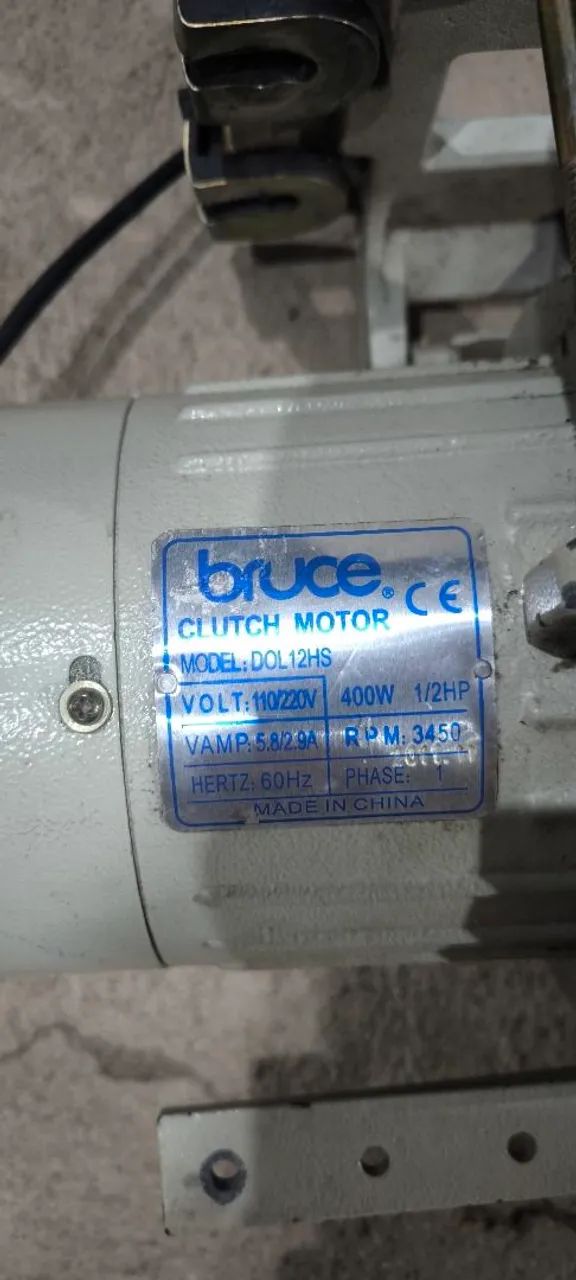 bruce®
CE
CLUTCH MOTOR
MODEL: DOL12HS
VOLT: 110/220V 400W 1/2HP
VAMP: 5.8/2.9A RPM: 3450
HERTZ: 60Hz PHASE: 1
MADE IN CHINA